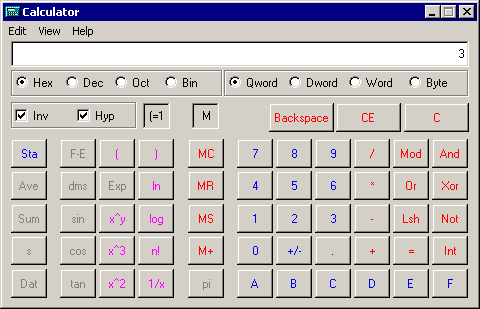 Calculator
Edit View Help
3
Hex Dec Oct Bin Qword Dword Word Byte
Inv Hyp (=1 M Backspace CE C
Sta F-E ( ) MC 7 8 9 / Mod And
Ave dms Exp ln MR 4 5 6 * Or Xor
Sum sin x^y log MS 1 2 3 - Lsh Not
s cos x^3 n! M+ 0 +/- . + = Int
Dat tan x^2 1/x pi A B C D E F